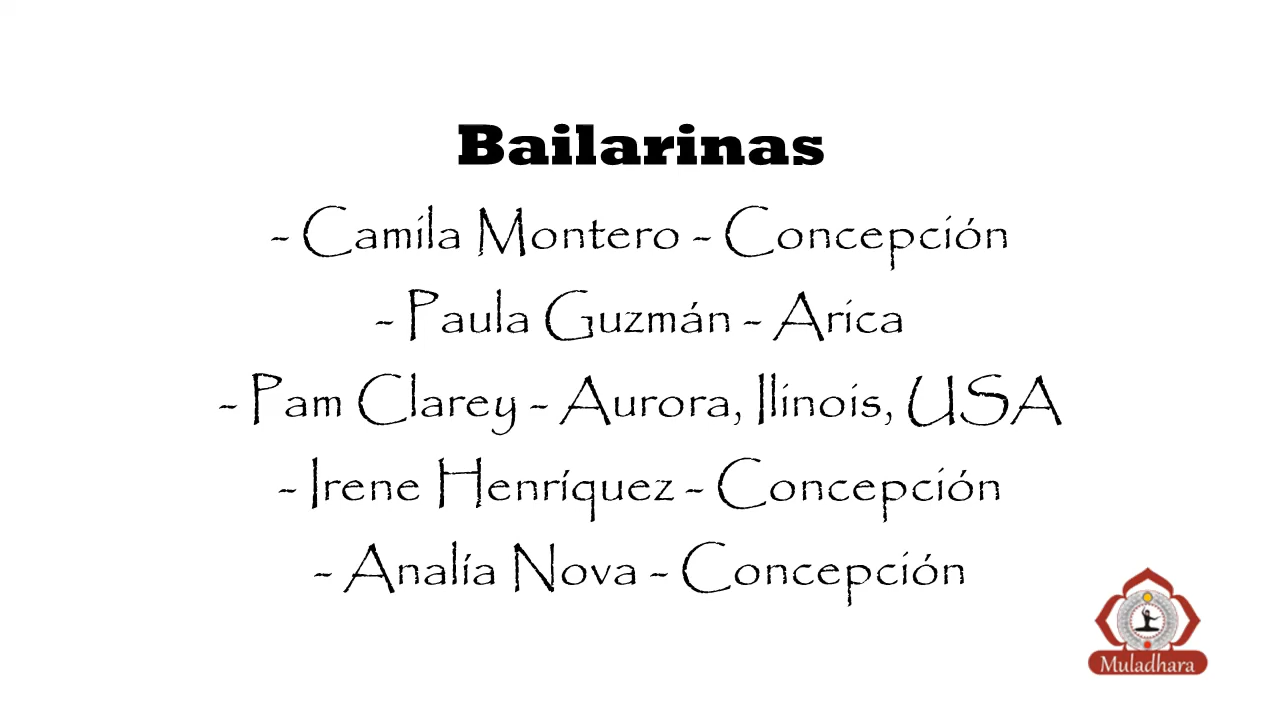 Bailarinas
- Camila Montero - Concepción
- Paula Guzmán - Arica
- Pam Clarey - Aurora, Ilinois, USA
- Irene Henríquez - Concepción
- Analía Nova - Concepción
Muladhara